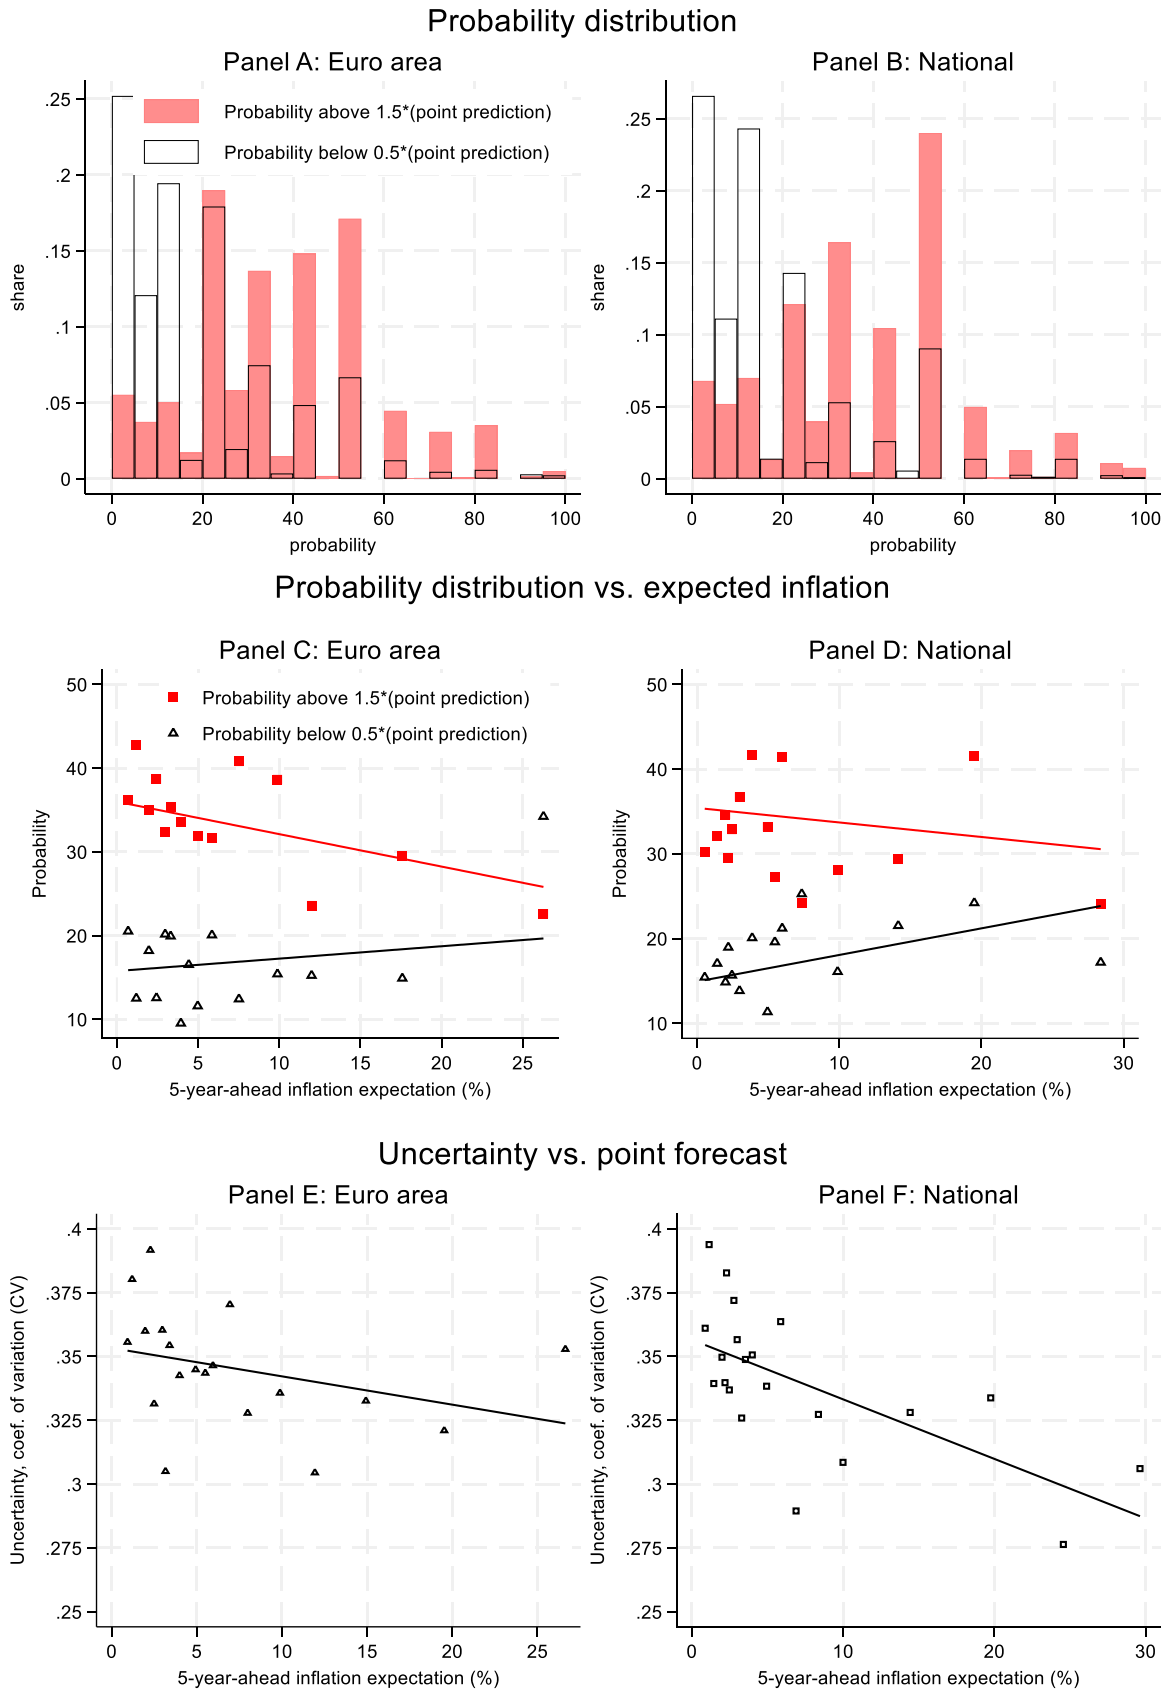 Probability distribution
Panel A: Euro area
.25
.2
.15
.1
.05
0
share
Probability above 1.5*(point prediction)
Probability below 0.5*(point prediction)
0 20 40 60 80 100
probability
Panel B: National
.25
.2
.15
.1
.05
0
share
0 20 40 60 80 100
probability
Probability distribution vs. expected inflation
Panel C: Euro area
50
40
30
20
10
Probability
Probability above 1.5*(point prediction)
Probability below 0.5*(point prediction)
0 5 10 15 20 25
5-year-ahead inflation expectation (%)
Panel D: National
50
40
30
20
10
Probability
0 10 20 30
5-year-ahead inflation expectation (%)
Uncertainty vs. point forecast
Panel E: Euro area
.4
.375
.35
.325
.3
.275
.25
Uncertainty, coef. of variation (CV)
0 5 10 15 20 25
5-year-ahead inflation expectation (%)
Panel F: National
.4
.375
.35
.325
.3
.275
.25
Uncertainty, coef. of variation (CV)
0 10 20 30
5-year-ahead inflation expectation (%)